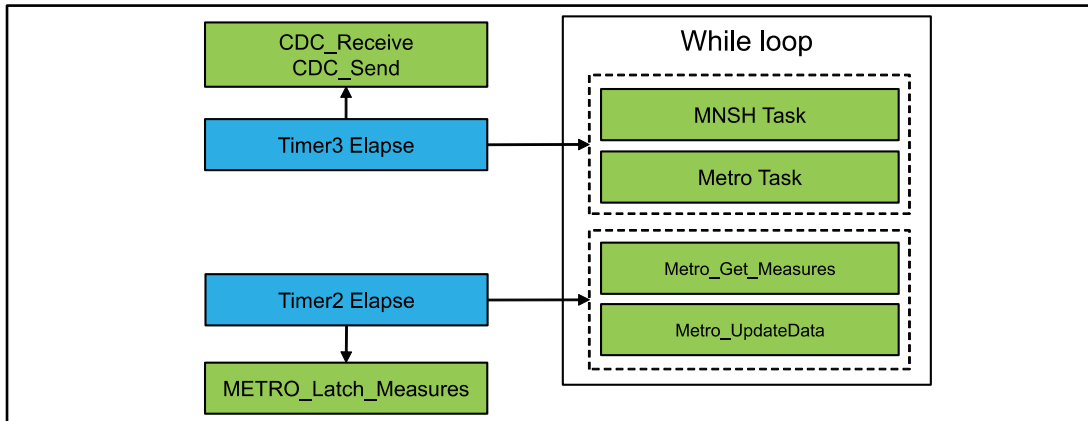 CDC_Receive
CDC_Send
Timer3 Elapse
While loop
MNSH Task
Metro Task
Timer2 Elapse
METRO_Latch_Measures
Metro_Get_Measures
Metro_UpdateData